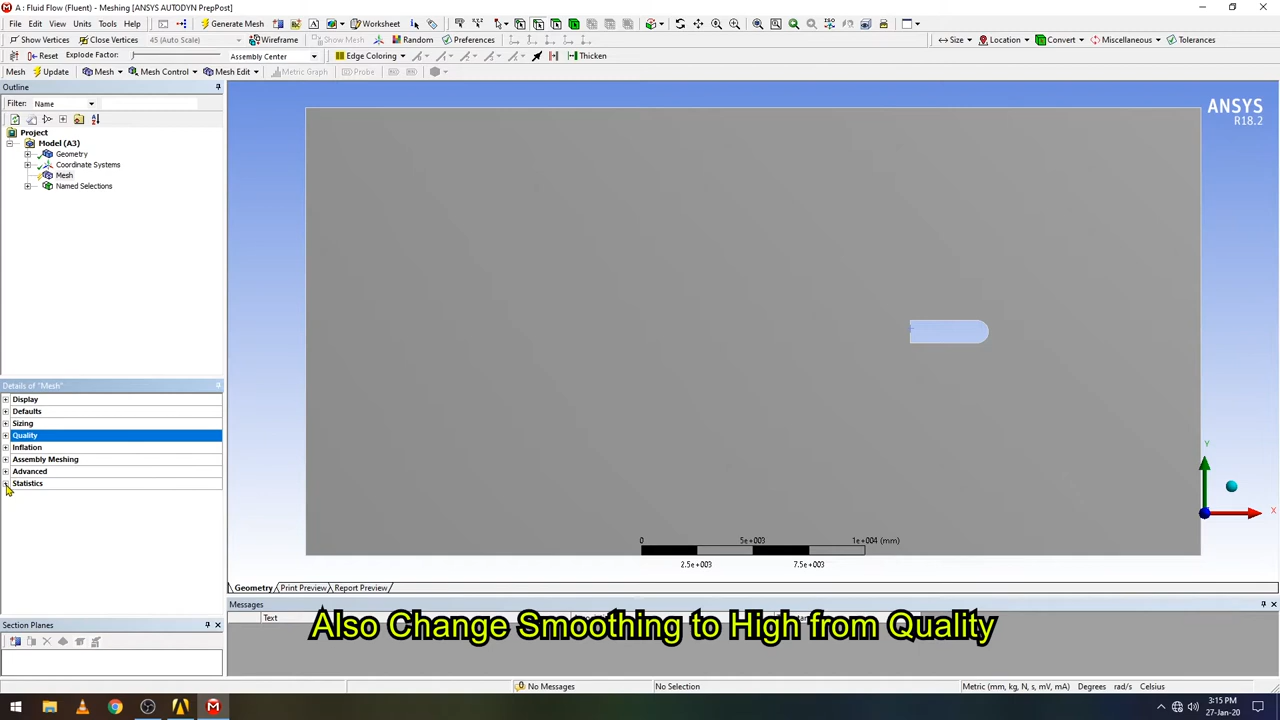 A : Fluid Flow (Fluent) - Meshing [ANSYS AUTODYN PrepPost]
File Edit View Units Tools Help Generate Mesh Worksheet
Show Vertices Close Vertices 45 (Auto Scale) Wireframe Show Mesh Random Preferences Size Location Convert Miscellaneous Tolerances
Reset Explode Factor: Assembly Center Edge Coloring Thicken
Mesh Update Mesh Mesh Control Mesh Edit Metric Graph Probe
Outline
Filter: Name
Project
Model (A3)
Geometry
Coordinate Systems
Mesh
Named Selections
Details of "Mesh"
Display
Defaults
Sizing
Quality
Inflation
Assembly Meshing
Advanced
Statistics
ANSYS
R18.2
Y
X
0 5e+003 1e+004 (mm)
2.5e+003 7.5e+003
Geometry Print Preview Report Preview
Messages
Text
Also Change Smoothing to High from Quality
Section Planes
No Messages No Selection Metric (mm, kg, N, s, mV, mA) Degrees rad/s Celsius
3:15 PM
27-Jan-20